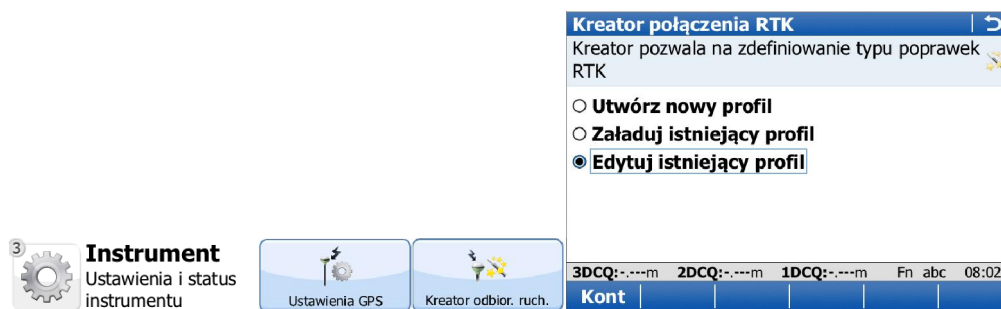 3
Instrument
Ustawienia i status
instrumentu
Ustawienia GPS
Kreator odbior. ruch.
Kreator połączenia RTK
Kreator pozwala na zdefiniowanie typu poprawek
RTK
Utwórz nowy profil
Załaduj istniejący profil
Edytuj istniejący profil
3DCQ:-.---m 2DCQ:-.---m 1DCQ:-.---m Fn abc 08:02
Kont